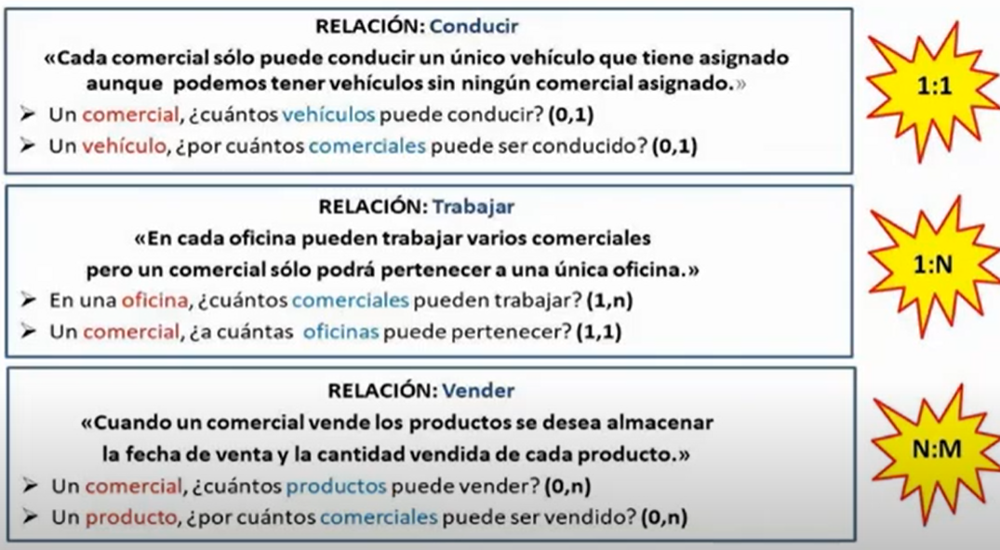 RELACIÓN: Conducir
«Cada comercial sólo puede conducir un único vehículo que tiene asignado
aunque podemos tener vehículos sin ningún comercial asignado.»
➢ Un comercial, ¿cuántos vehículos puede conducir? (0,1)
➢ Un vehículo, ¿por cuántos comerciales puede ser conducido? (0,1)
1:1
RELACIÓN: Trabajar
«En cada oficina pueden trabajar varios comerciales
pero un comercial sólo podrá pertenecer a una única oficina.»
➢ En una oficina, ¿cuántos comerciales pueden trabajar? (1,n)
➢ Un comercial, ¿a cuántas oficinas puede pertenecer? (1,1)
1:N
RELACIÓN: Vender
«Cuando un comercial vende los productos se desea almacenar
la fecha de venta y la cantidad vendida de cada producto.»
➢ Un comercial, ¿cuántos productos puede vender? (0,n)
➢ Un producto, ¿por cuántos comerciales puede ser vendido? (0,n)
N:M